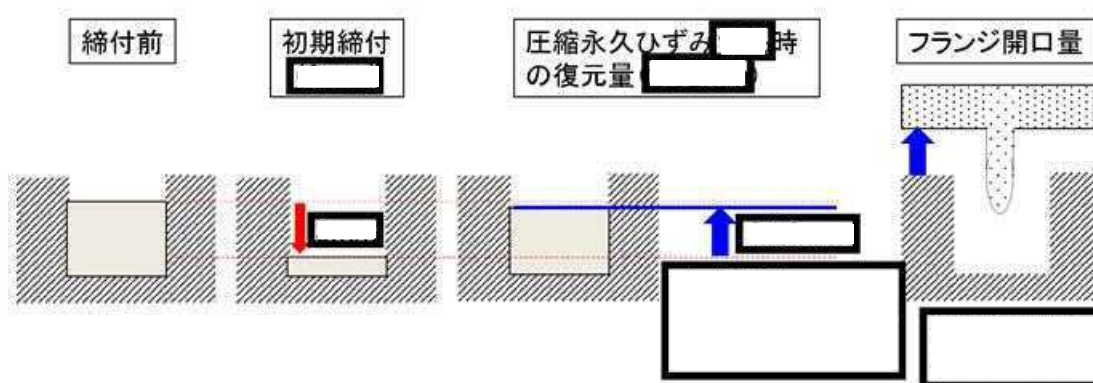 締付前
初期締付
圧縮永久ひずみ 時
の復元量( )
フランジ開口量